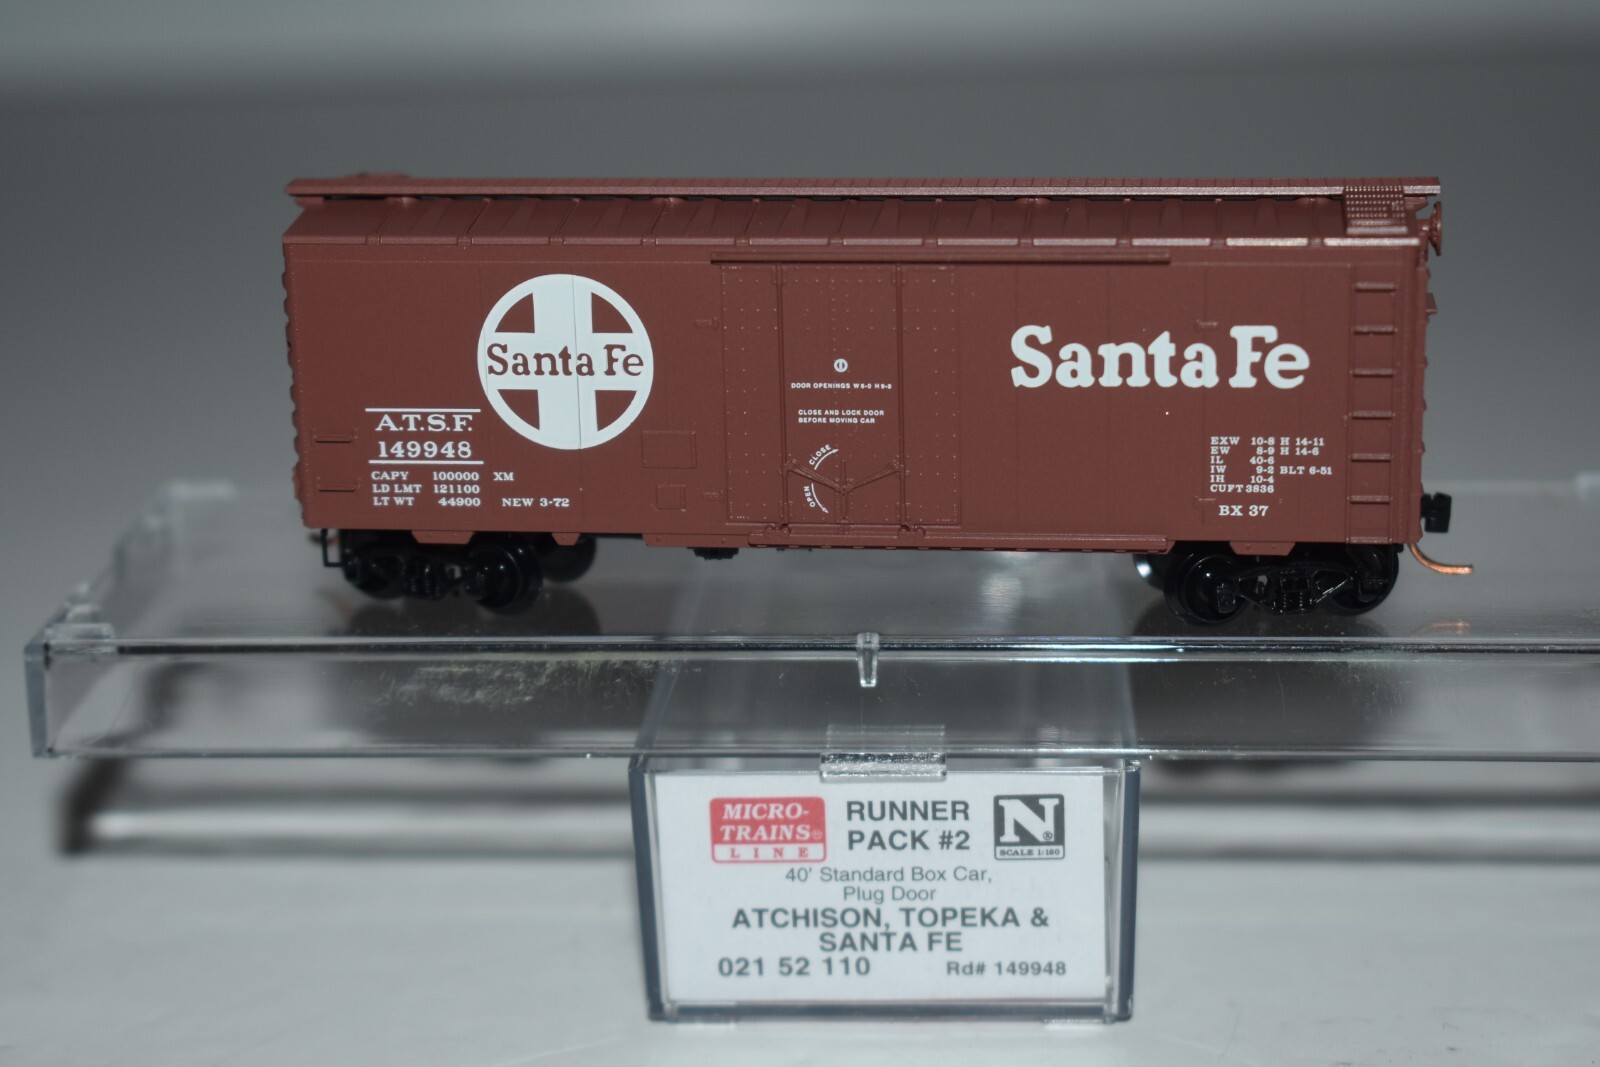 Santa Fe
A.T.S.F.
149948
CAPY 100000 XM
LD LMT 121100
LT WT 44900 NEW 3-72
DOOR OPENINGS W 6-0 H 9-8
CLOSE AND LOCK DOOR
BEFORE MOVING CAR
CLOSE
OPEN
Santa Fe
EXW 10-8 H 14-11
EW 8-9 H 14-6
IL 40-6
IW 9-2 BLT 6-51
IH 10-4
CUFT 3836
BX 37
MICRO-
TRAINS®
LINE
RUNNER
PACK #2
N®
SCALE 1:160
40' Standard Box Car,
Plug Door
ATCHISON, TOPEKA &
SANTA FE
021 52 110 Rd# 149948